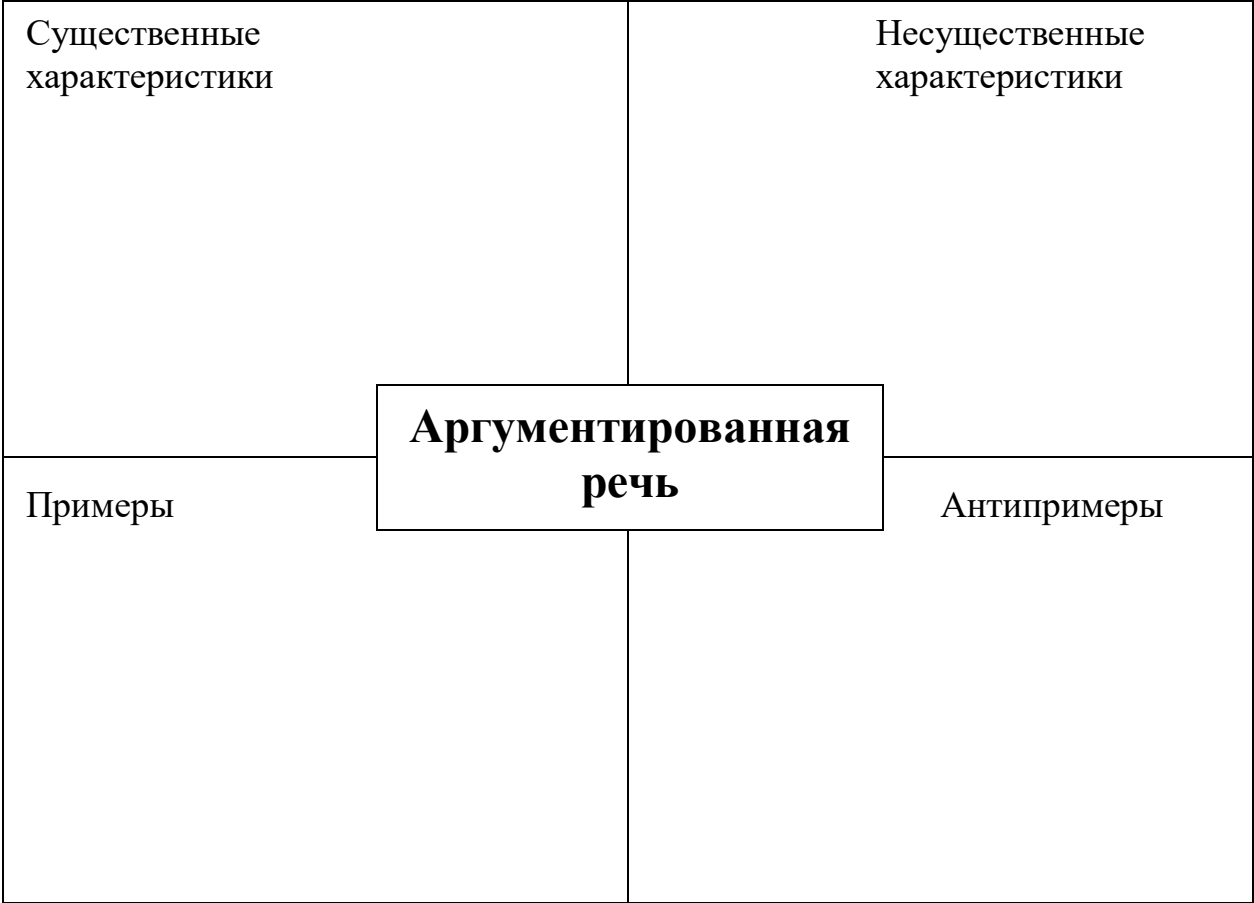 Существенные
характеристики
Несущественные
характеристики
Аргументированная
речь
Примеры
Антипримеры